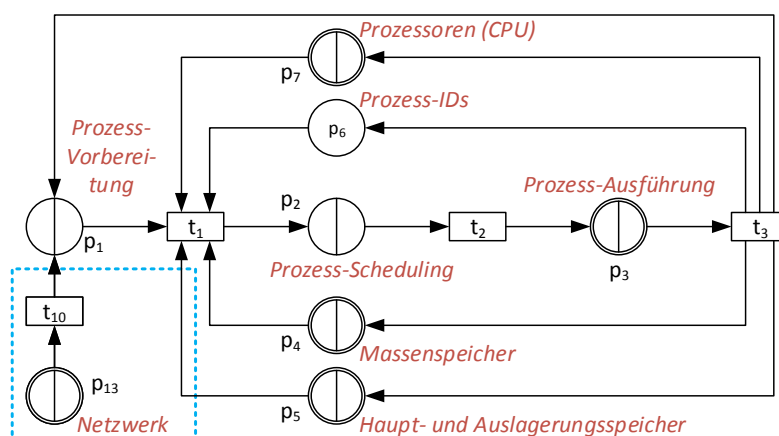 Prozessoren (CPU)
p7
Prozess-IDs
p6
Prozess-
Vorberei-
tung
p1
t1
p2
Prozess-Scheduling
t2
Prozess-Ausführung
p3
t3
t10
p13
Netzwerk
p4
Massenspeicher
p5
Haupt- und Auslagerungsspeicher